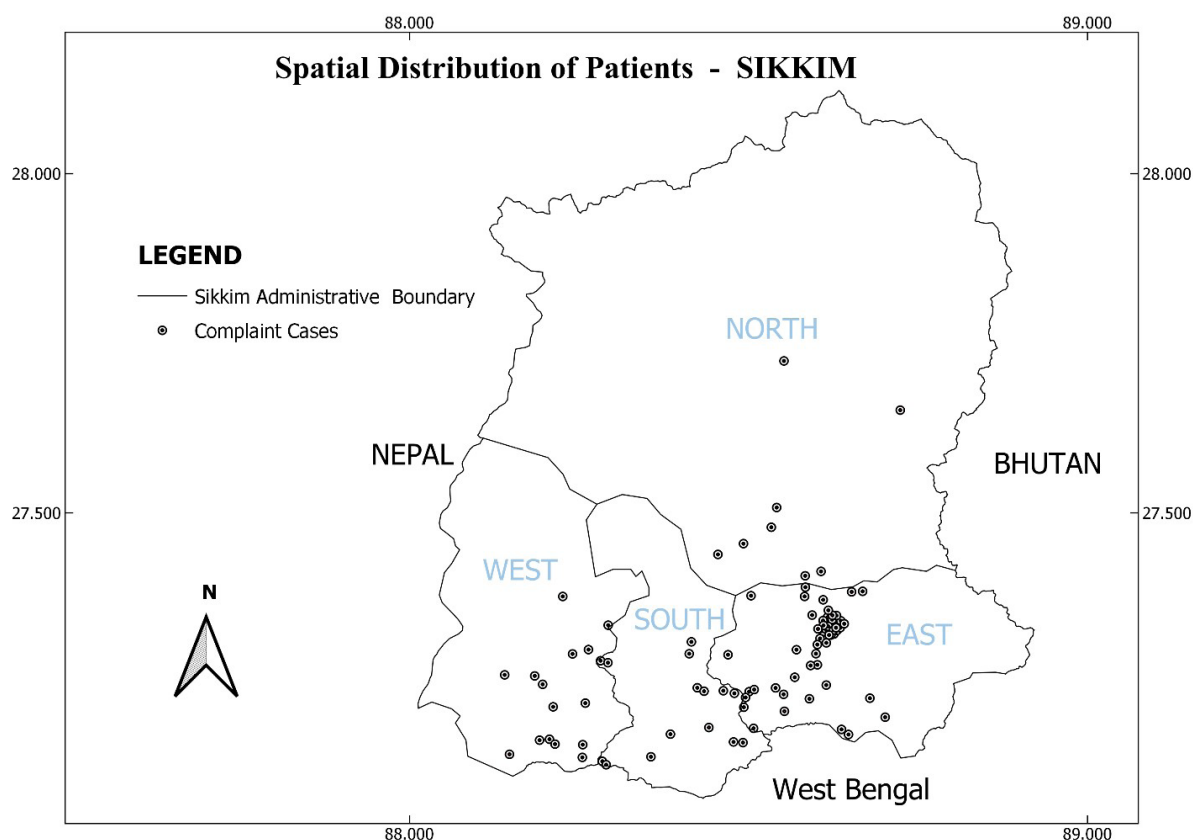 88.000 89.000
Spatial Distribution of Patients - SIKKIM
28.000 28.000
LEGEND
Sikkim Administrative Boundary
Complaint Cases
NORTH
NEPAL
BHUTAN
27.500 27.500
WEST
N
SOUTH
EAST
West Bengal
88.000 89.000